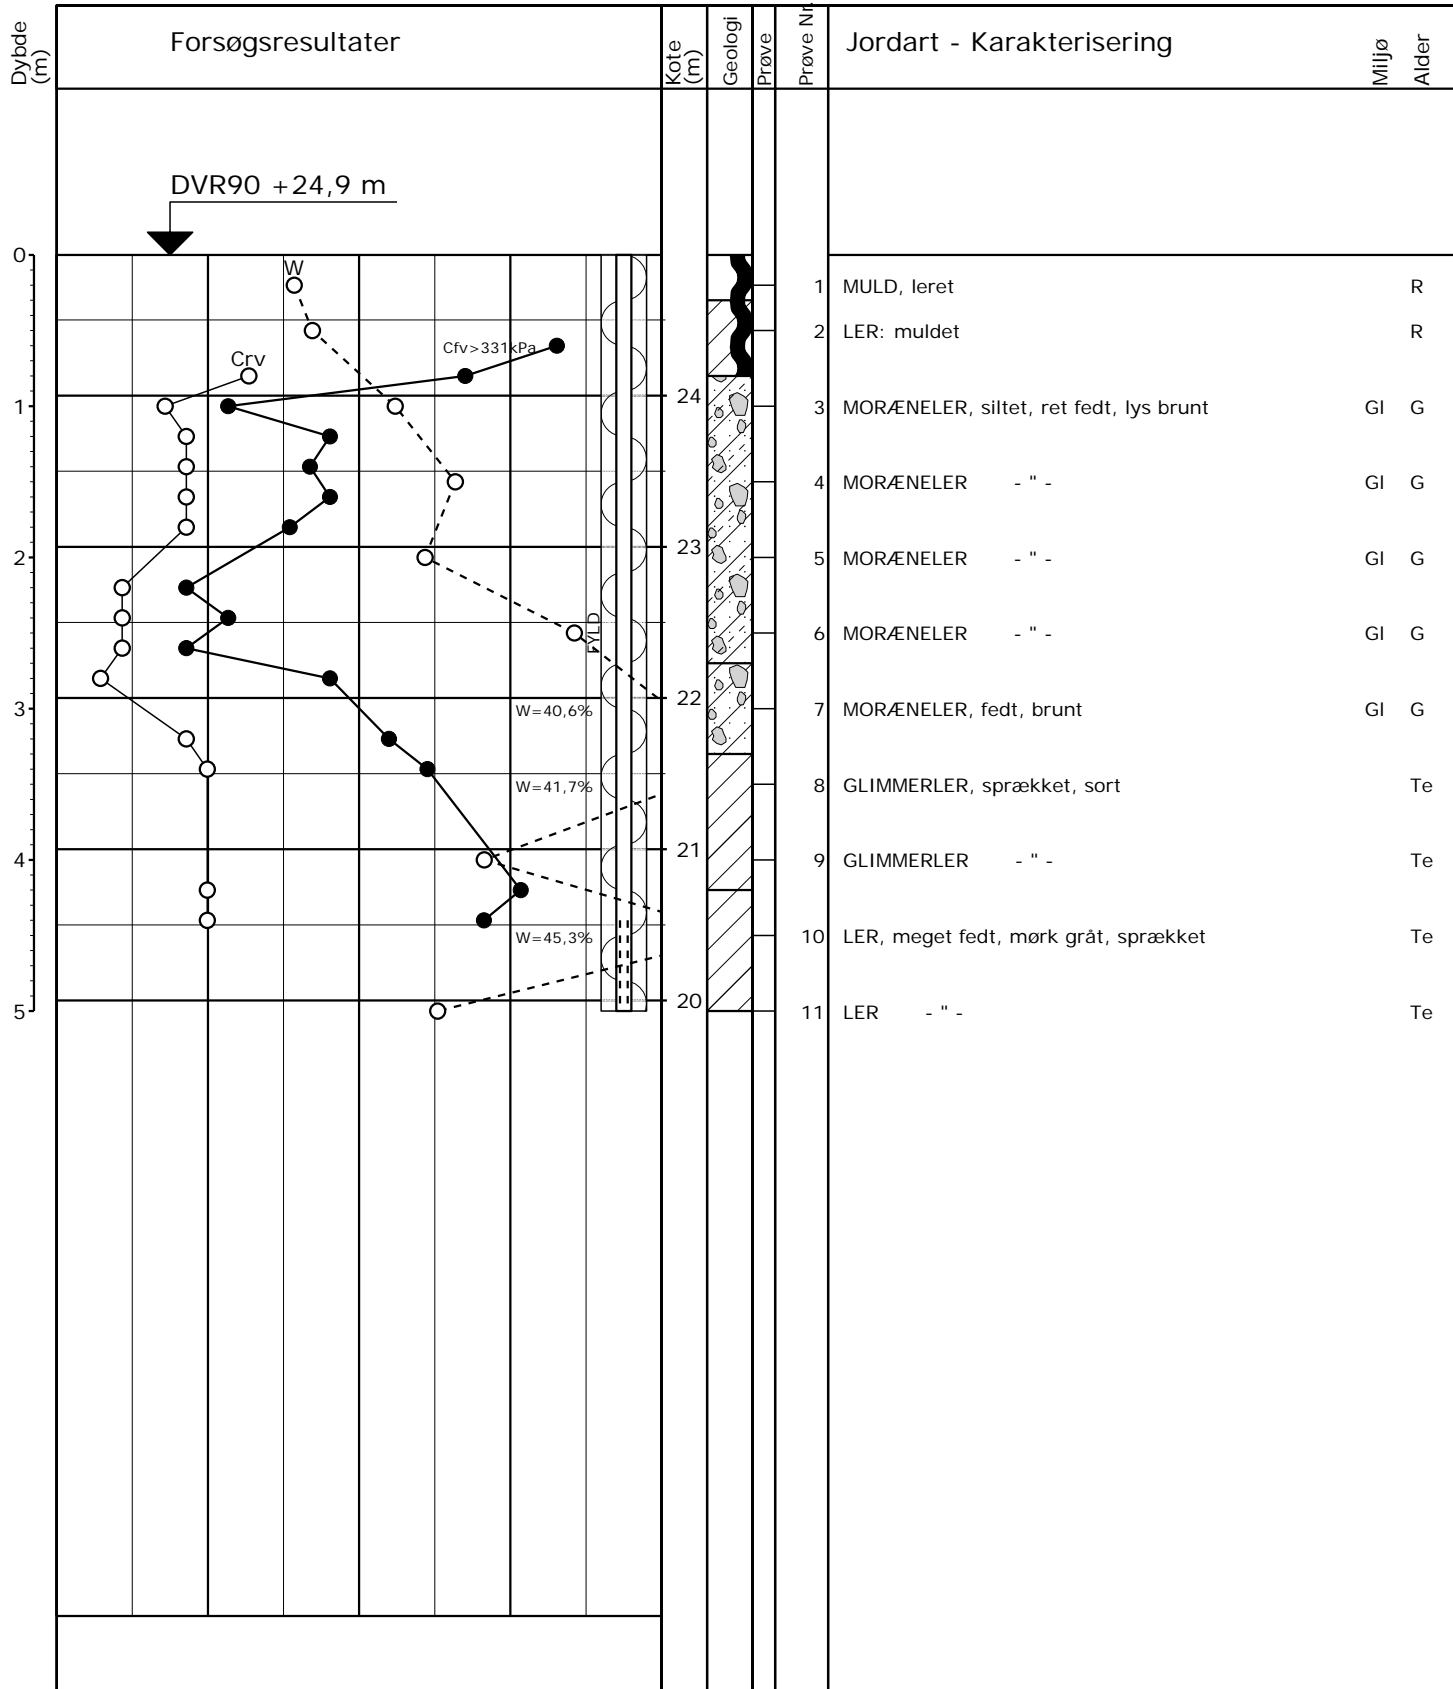 Dybde (m)
Forsøgsresultater
Kote (m)
Geologi
Prøve
Prøve Nr.
Jordart - Karakterisering
Miljø
Alder
DVR90 +24,9 m
0
W
1 MULD, leret R
2 LER: muldet R
Cfv>331kPa
Crv
24
1
3 MORÆNELER, siltet, ret fedt, lys brunt Gl G
4 MORÆNELER - " - Gl G
23
2
5 MORÆNELER - " - Gl G
FYLD
6 MORÆNELER - " - Gl G
22
3
W=40,6%
7 MORÆNELER, fedt, brunt Gl G
W=41,7%
8 GLIMMERLER, sprækket, sort Te
21
4
9 GLIMMERLER - " - Te
W=45,3%
10 LER, meget fedt, mørk gråt, sprækket Te
20
5
11 LER - " - Te